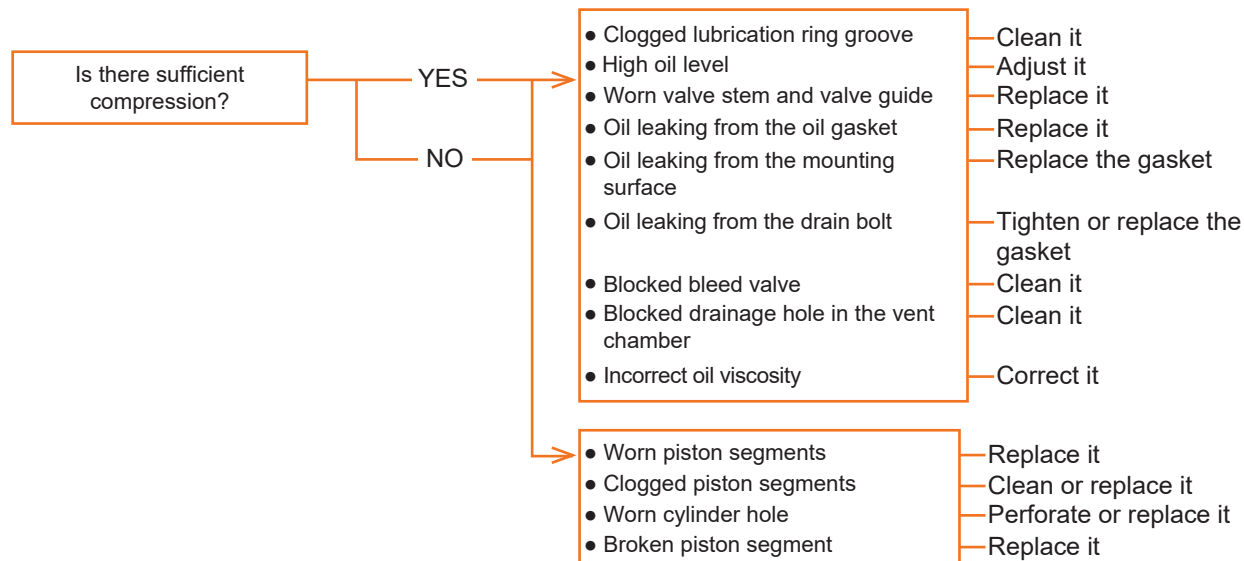 Is there sufficient
compression?
YES
NO
● Clogged lubrication ring groove
Clean it
● High oil level
Adjust it
● Worn valve stem and valve guide
Replace it
● Oil leaking from the oil gasket
Replace it
● Oil leaking from the mounting
surface
Replace the gasket
● Oil leaking from the drain bolt
Tighten or replace the
gasket
● Blocked bleed valve
Clean it
● Blocked drainage hole in the vent
chamber
Clean it
● Incorrect oil viscosity
Correct it
● Worn piston segments
Replace it
● Clogged piston segments
Clean or replace it
● Worn cylinder hole
Perforate or replace it
● Broken piston segment
Replace it